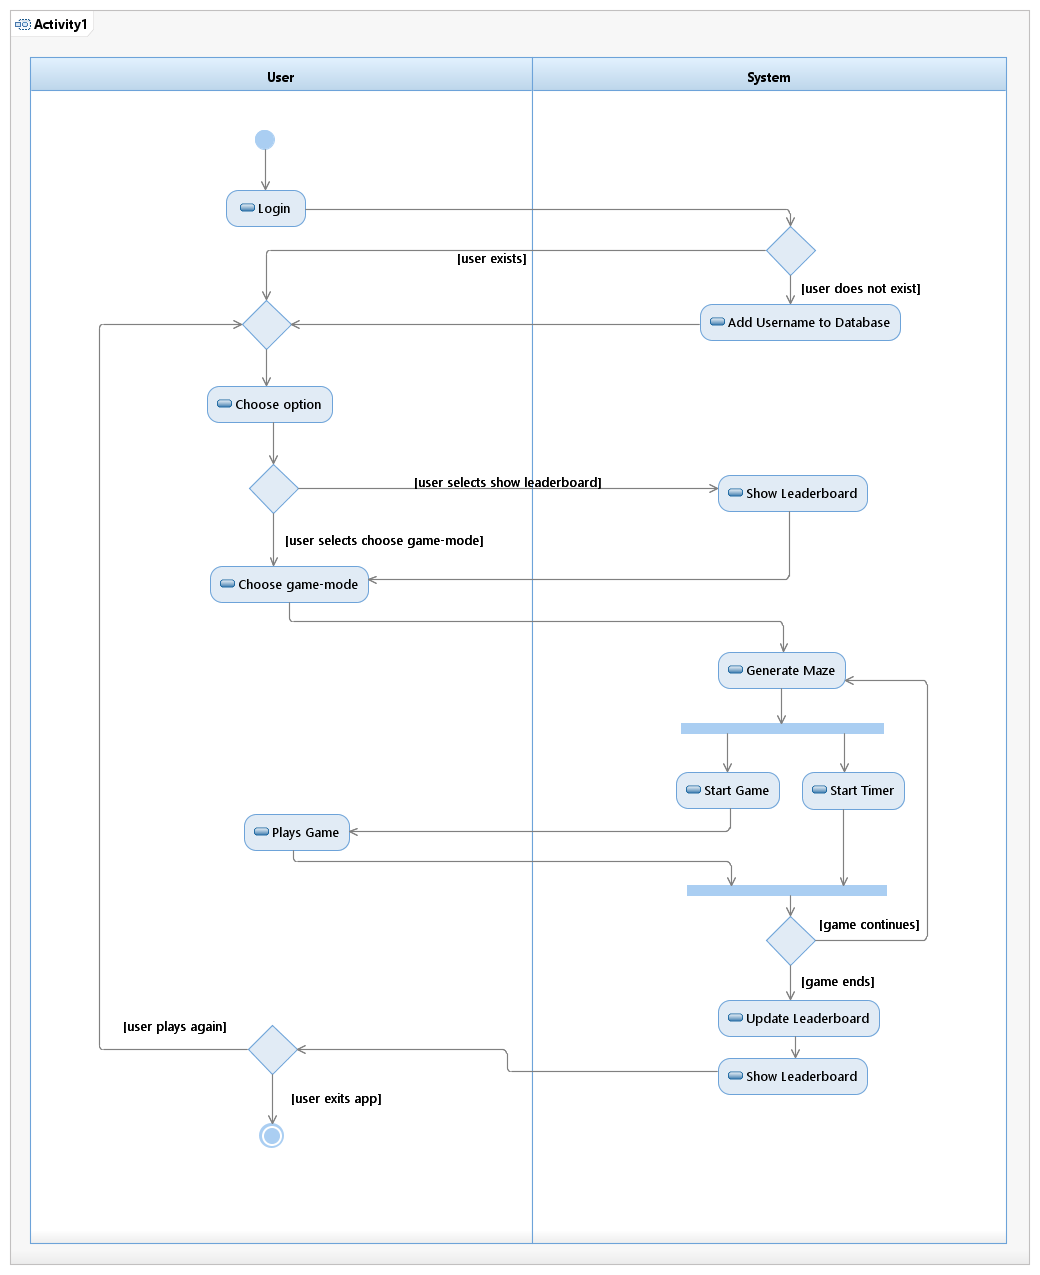 Activity1
User
System
Login
[user exists]
[user does not exist]
Add Username to Database
Choose option
[user selects show leaderboard]
Show Leaderboard
[user selects choose game-mode]
Choose game-mode
Generate Maze
Start Game
Start Timer
Plays Game
[game continues]
[game ends]
Update Leaderboard
[user plays again]
Show Leaderboard
[user exits app]